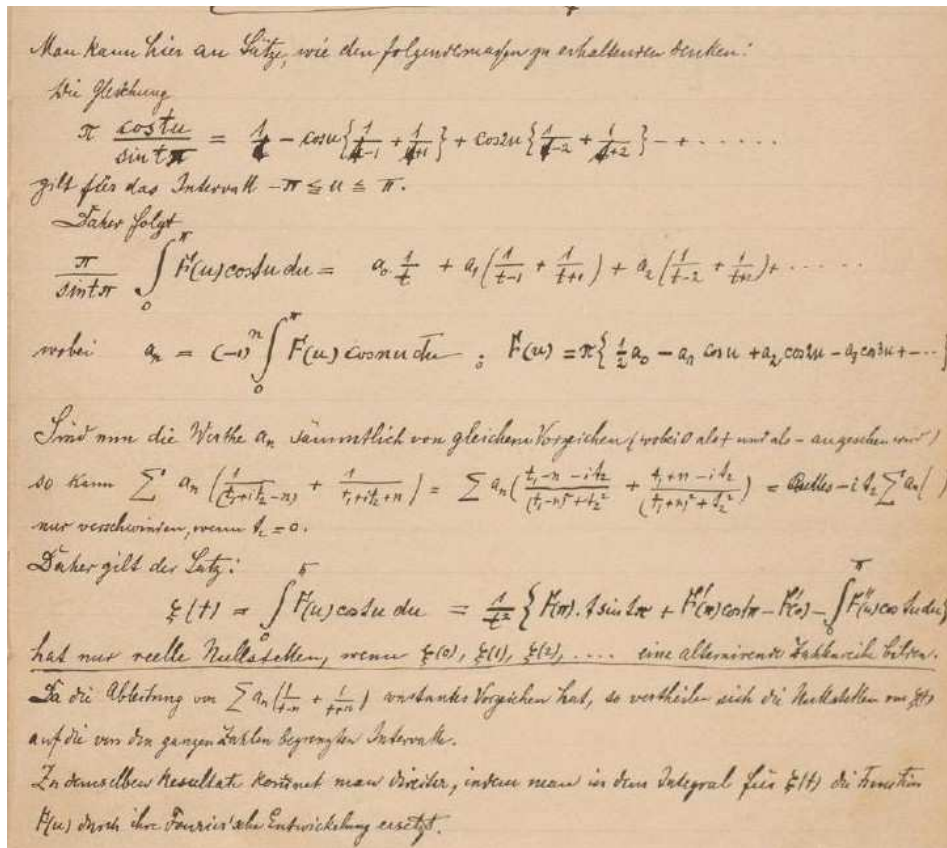 Man kann hier an Sätze, wie den folgendermassen zu erhaltenden denken:
Die Gleichung
π cos tu / sin tπ = 1/t - cos u {1/(t-1) + 1/(t+1)} + cos 2u {1/(t-2) + 1/(t+2)} - + ......
gilt für das Intervall -π ≦ u ≦ π.
Daher folgt
π/sin tπ ∫₀^π F(u) cos tu du = a₀ 1/t + a₁ (1/(t-1) + 1/(t+1)) + a₂ (1/(t-2) + 1/(t+2)) + ......
wobei aₙ = (-1)ⁿ ∫₀^π F(u) cos nu du ; F(u) = π { ½ a₀ - a₁ cos u + a₂ cos 2u - a₃ cos 3u + - ... }
Sind nun die Werthe aₙ sämmtlich von gleichem Vorzeichen (wobei 0 als + und als - angesehen wird)
so kann Σ aₙ (1/(t₁+it₂-n) + 1/(t₁+it₂+n)) = Σ aₙ ((t₁-n-it₂)/((t₁-n)²+t₂²) + (t₁+n-it₂)/((t₁+n)²+t₂²)) = Reelles - i t₂ Σ aₙ ( )
nur verschwinden, wenn t₂ = 0.
Daher gilt der Satz:
ξ(t) = ∫₀^π F(u) cos tu du = 1/t² { F(π). t sin tπ + F'(π) cos tπ - F'(0) - ∫₀^π F''(u) cos tu du }
hat nur reelle Nullstellen, wenn ξ(0), ξ(1), ξ(2), .... eine alternirende Zahlenreihe bilden.
Da die Ableitung von Σ aₙ (1/(t-n) + 1/(t+n)) constantes Vorzeichen hat, so vertheilen sich die Nullstellen von ξ(t)
auf die von den ganzen Zahlen begrenzten Intervalle.
Zu demselben Resultate kommt man direkter, indem man in dem Integral für ξ(t) die Function
F(u) durch ihre Fourier'sche Entwickelung ersetzt.